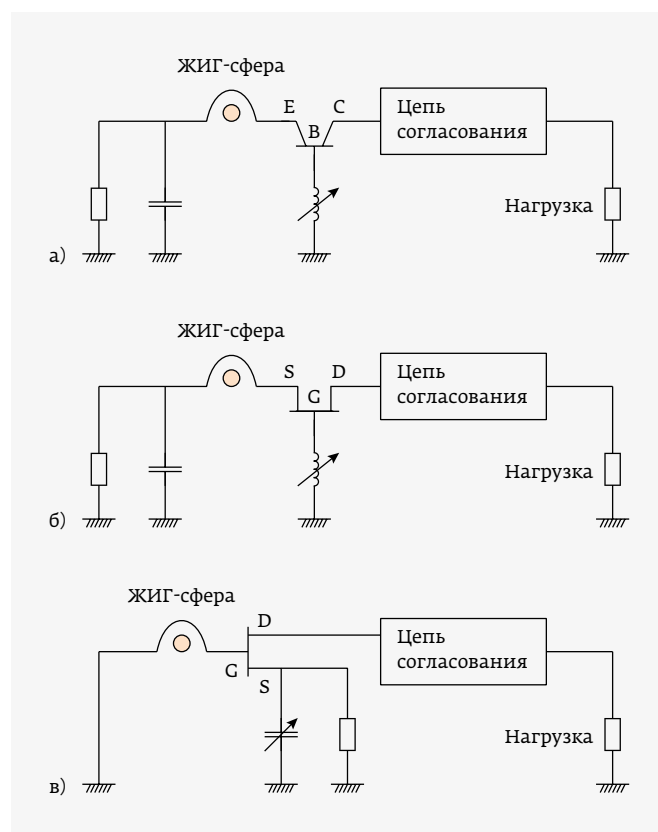 ЖИГ-сфера
E
C
B
Цепь
согласования
Нагрузка
а)
ЖИГ-сфера
S
D
G
Цепь
согласования
Нагрузка
б)
ЖИГ-сфера
D
G
S
Цепь
согласования
Нагрузка
в)